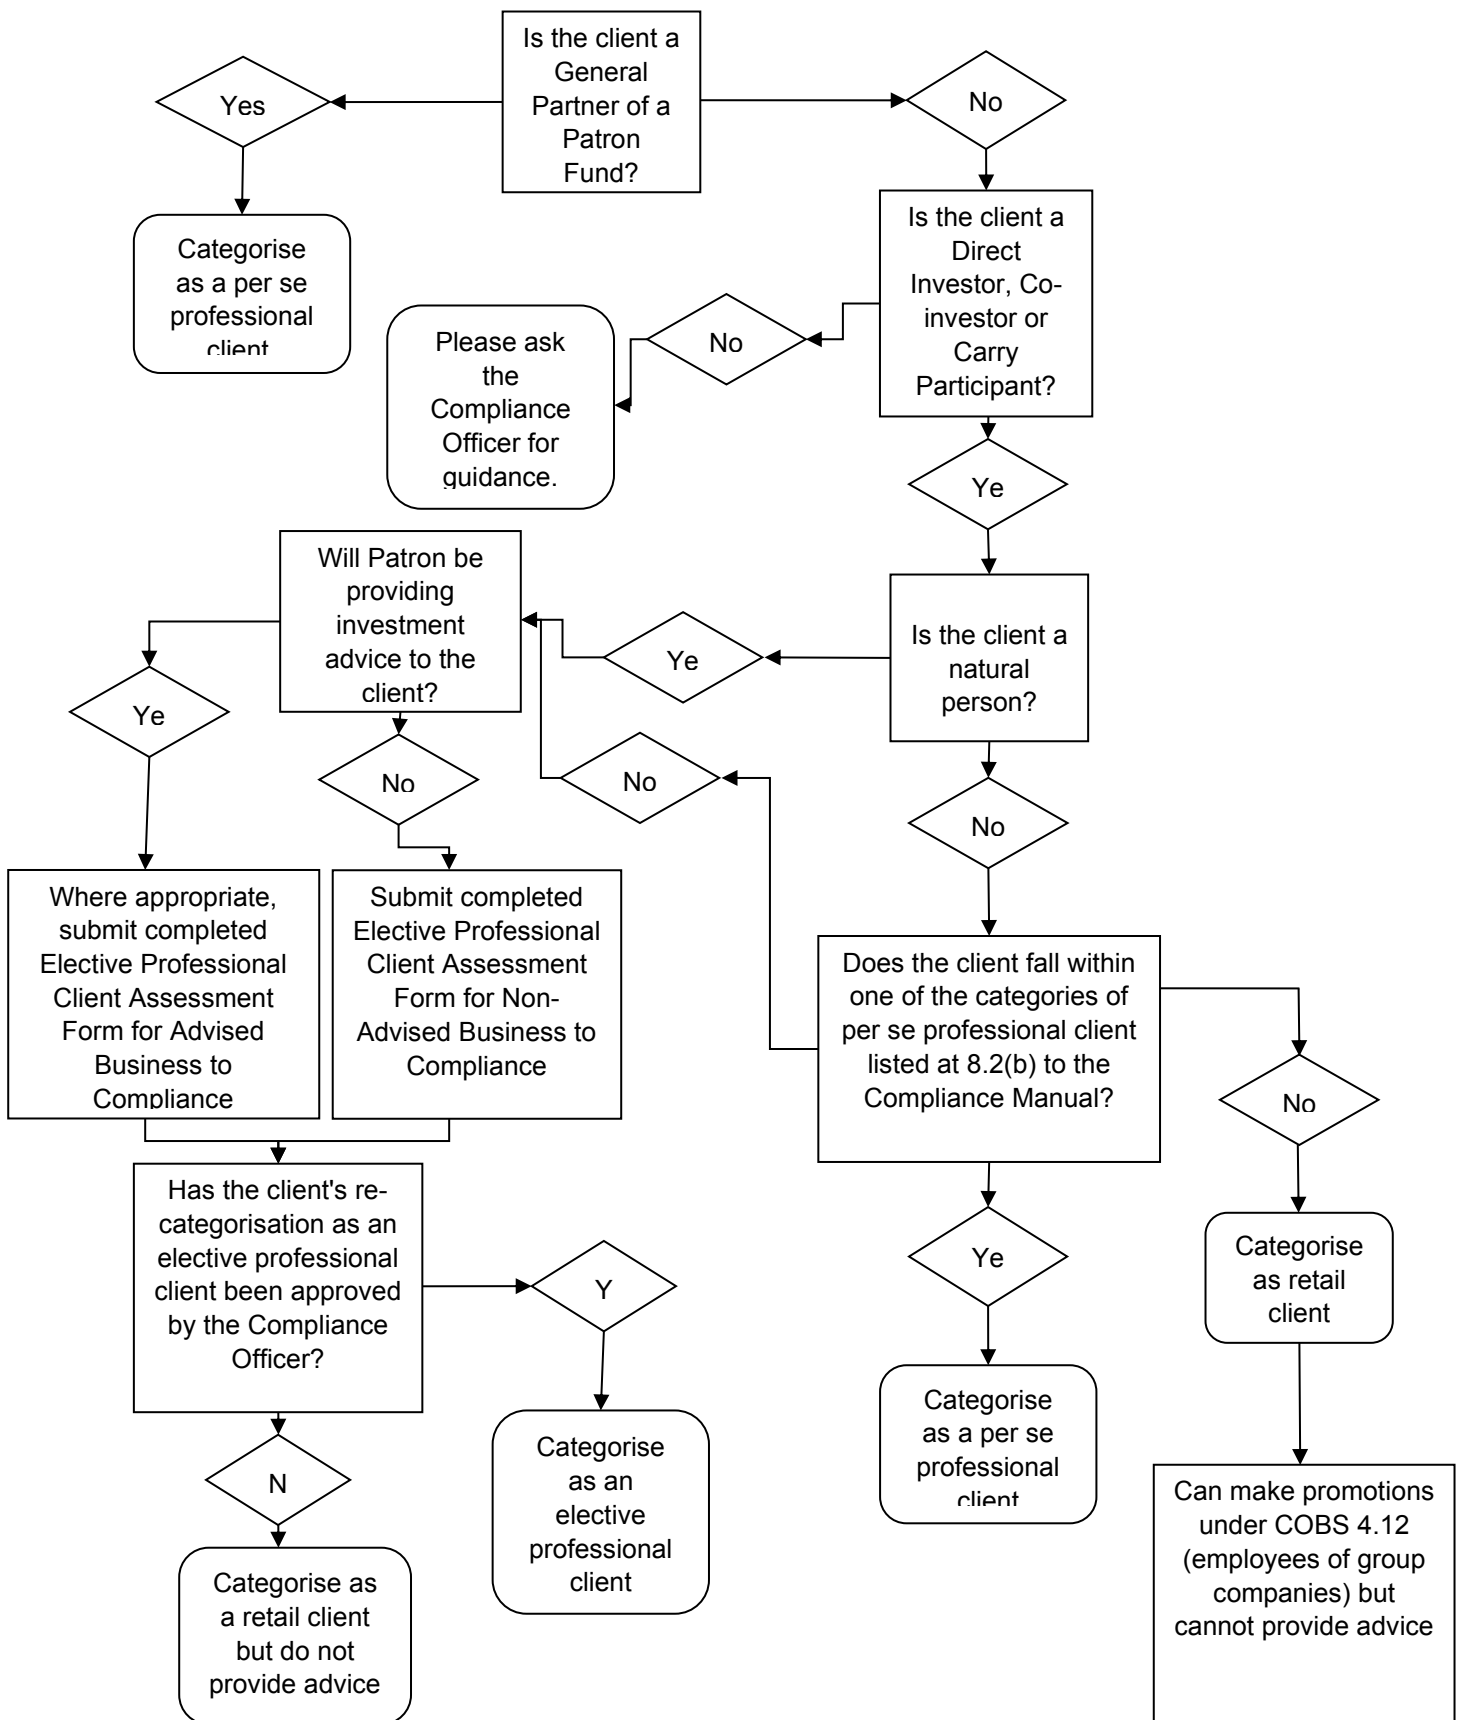 Is the client a
General
Partner of a
Patron
Fund?
Yes
No
Categorise
as a per se
professional
client
Is the client a
Direct
Investor, Co-
investor or
Carry
Participant?
No
Please ask
the
Compliance
Officer for
guidance.
Ye
Will Patron be
providing
investment
advice to the
client?
Is the client a
natural
person?
Ye
Ye
No
No
No
Where appropriate,
submit completed
Elective Professional
Client Assessment
Form for Advised
Business to
Compliance
Submit completed
Elective Professional
Client Assessment
Form for Non-
Advised Business to
Compliance
Does the client fall within
one of the categories of
per se professional client
listed at 8.2(b) to the
Compliance Manual?
No
Has the client's re-
categorisation as an
elective professional
client been approved
by the Compliance
Officer?
Y
Ye
Categorise
as retail
client
N
Categorise
as an
elective
professional
client
Categorise
as a per se
professional
client
Can make promotions
under COBS 4.12
(employees of group
companies) but
cannot provide advice
Categorise as
a retail client
but do not
provide advice